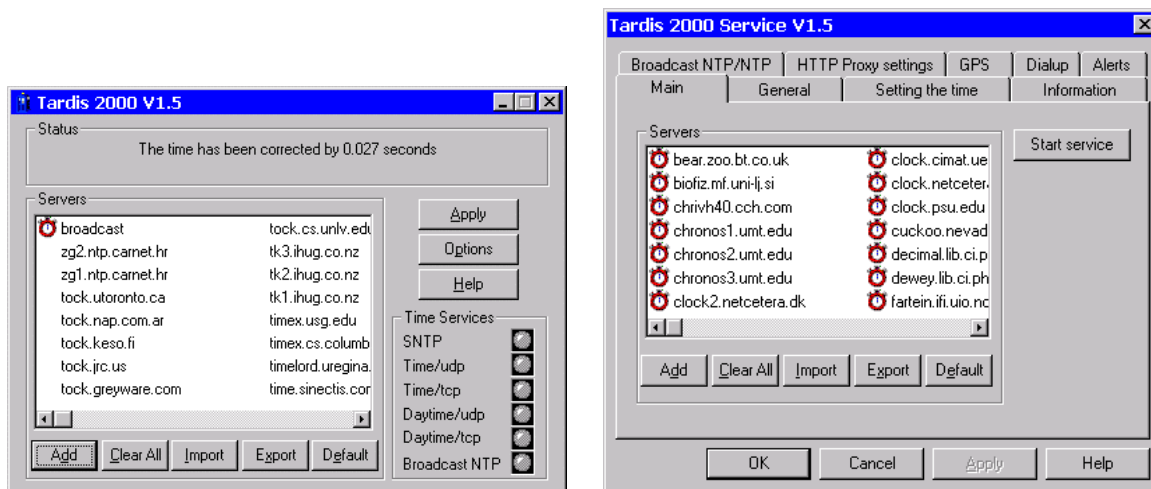 Tardis 2000 V1.5
Status
The time has been corrected by 0.027 seconds
Servers
broadcast
zg2.ntp.carnet.hr
zg1.ntp.carnet.hr
tock.utoronto.ca
tock.nap.com.ar
tock.keso.fi
tock.jrc.us
tock.greyware.com
tock.cs.unlv.edu
tk3.ihug.co.nz
tk2.ihug.co.nz
tk1.ihug.co.nz
timex.usg.edu
timex.cs.columb
timelord.uregina.
time.sinectis.cor
Add Clear All Import Export Default
Apply
Options
Help
Time Services
SNTP
Time/udp
Time/tcp
Daytime/udp
Daytime/tcp
Broadcast NTP
Tardis 2000 Service V1.5
Broadcast NTP/NTP HTTP Proxy settings GPS Dialup Alerts
Main General Setting the time Information
Servers
bear.zoo.bt.co.uk
biofiz.mf.uni-lj.si
chrivh40.cch.com
chronos1.umt.edu
chronos2.umt.edu
chronos3.umt.edu
clock2.netcetera.dk
clock.cimat.ue
clock.netceter
clock.psu.edu
cuckoo.nevad
decimal.lib.ci.p
dewey.lib.ci.ph
fartein.ifi.uio.nc
Add Clear All Import Export Default
Start service
OK Cancel Apply Help